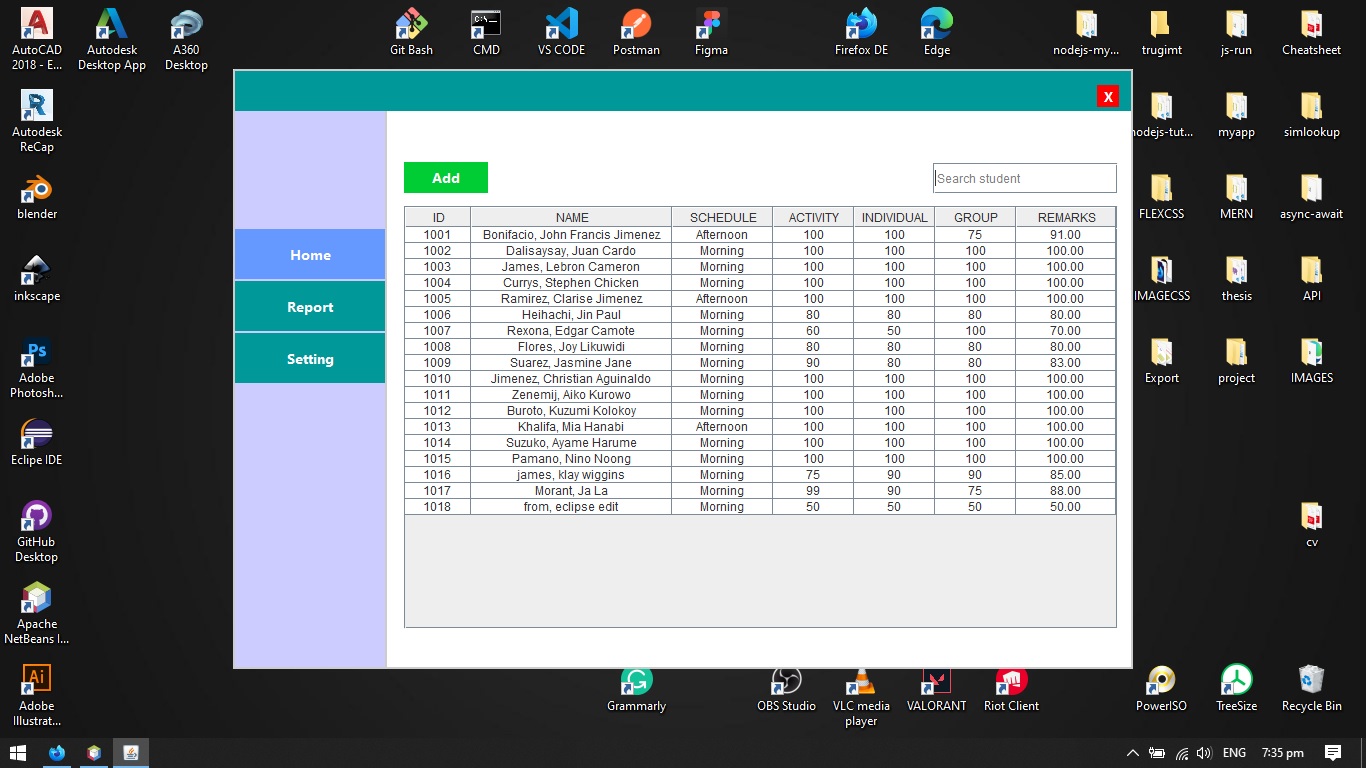 AutoCAD 2018 - E...
Autodesk Desktop App
A360 Desktop
Git Bash
CMD
VS CODE
Postman
Figma
Firefox DE
Edge
nodejs-my...
trugimt
js-run
Cheatsheet
Autodesk ReCap
blender
inkscape
Adobe Photosh...
Eclipe IDE
GitHub Desktop
Apache NetBeans I...
Adobe Illustrat...
X
Home
Report
Setting
Add
Search student
ID NAME SCHEDULE ACTIVITY INDIVIDUAL GROUP REMARKS
1001 Bonifacio, John Francis Jimenez Afternoon 100 100 75 91.00
1002 Dalisaysay, Juan Cardo Morning 100 100 100 100.00
1003 James, Lebron Cameron Morning 100 100 100 100.00
1004 Currys, Stephen Chicken Morning 100 100 100 100.00
1005 Ramirez, Clarise Jimenez Afternoon 100 100 100 100.00
1006 Heihachi, Jin Paul Morning 80 80 80 80.00
1007 Rexona, Edgar Camote Morning 60 50 100 70.00
1008 Flores, Joy Likuwidi Morning 80 80 80 80.00
1009 Suarez, Jasmine Jane Morning 90 80 80 83.00
1010 Jimenez, Christian Aguinaldo Morning 100 100 100 100.00
1011 Zenemij, Aiko Kurowo Morning 100 100 100 100.00
1012 Buroto, Kuzumi Kolokoy Morning 100 100 100 100.00
1013 Khalifa, Mia Hanabi Afternoon 100 100 100 100.00
1014 Suzuko, Ayame Harume Morning 100 100 100 100.00
1015 Pamano, Nino Noong Morning 100 100 100 100.00
1016 james, klay wiggins Morning 75 90 90 85.00
1017 Morant, Ja La Morning 99 90 75 88.00
1018 from, eclipse edit Morning 50 50 50 50.00
nodejs-tut...
myapp
simlookup
FLEXCSS
MERN
async-await
IMAGECSS
thesis
API
Export
project
IMAGES
cv
Grammarly
OBS Studio
VLC media player
VALORANT
Riot Client
PowerISO
TreeSize
Recycle Bin
ENG
7:35 pm